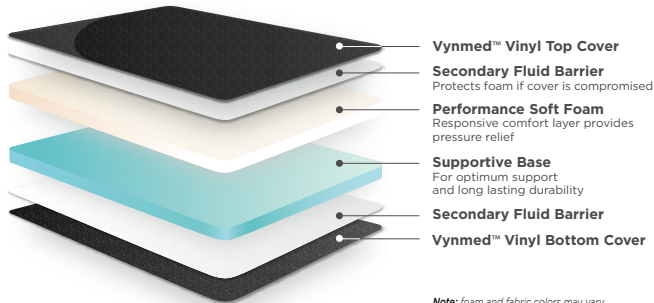 Vynmed™ Vinyl Top Cover
Secondary Fluid Barrier
Protects foam if cover is compromised
Performance Soft Foam
Responsive comfort layer provides
pressure relief
Supportive Base
For optimum support
and long lasting durability
Secondary Fluid Barrier
Vynmed™ Vinyl Bottom Cover
Note: foam and fabric colors may vary